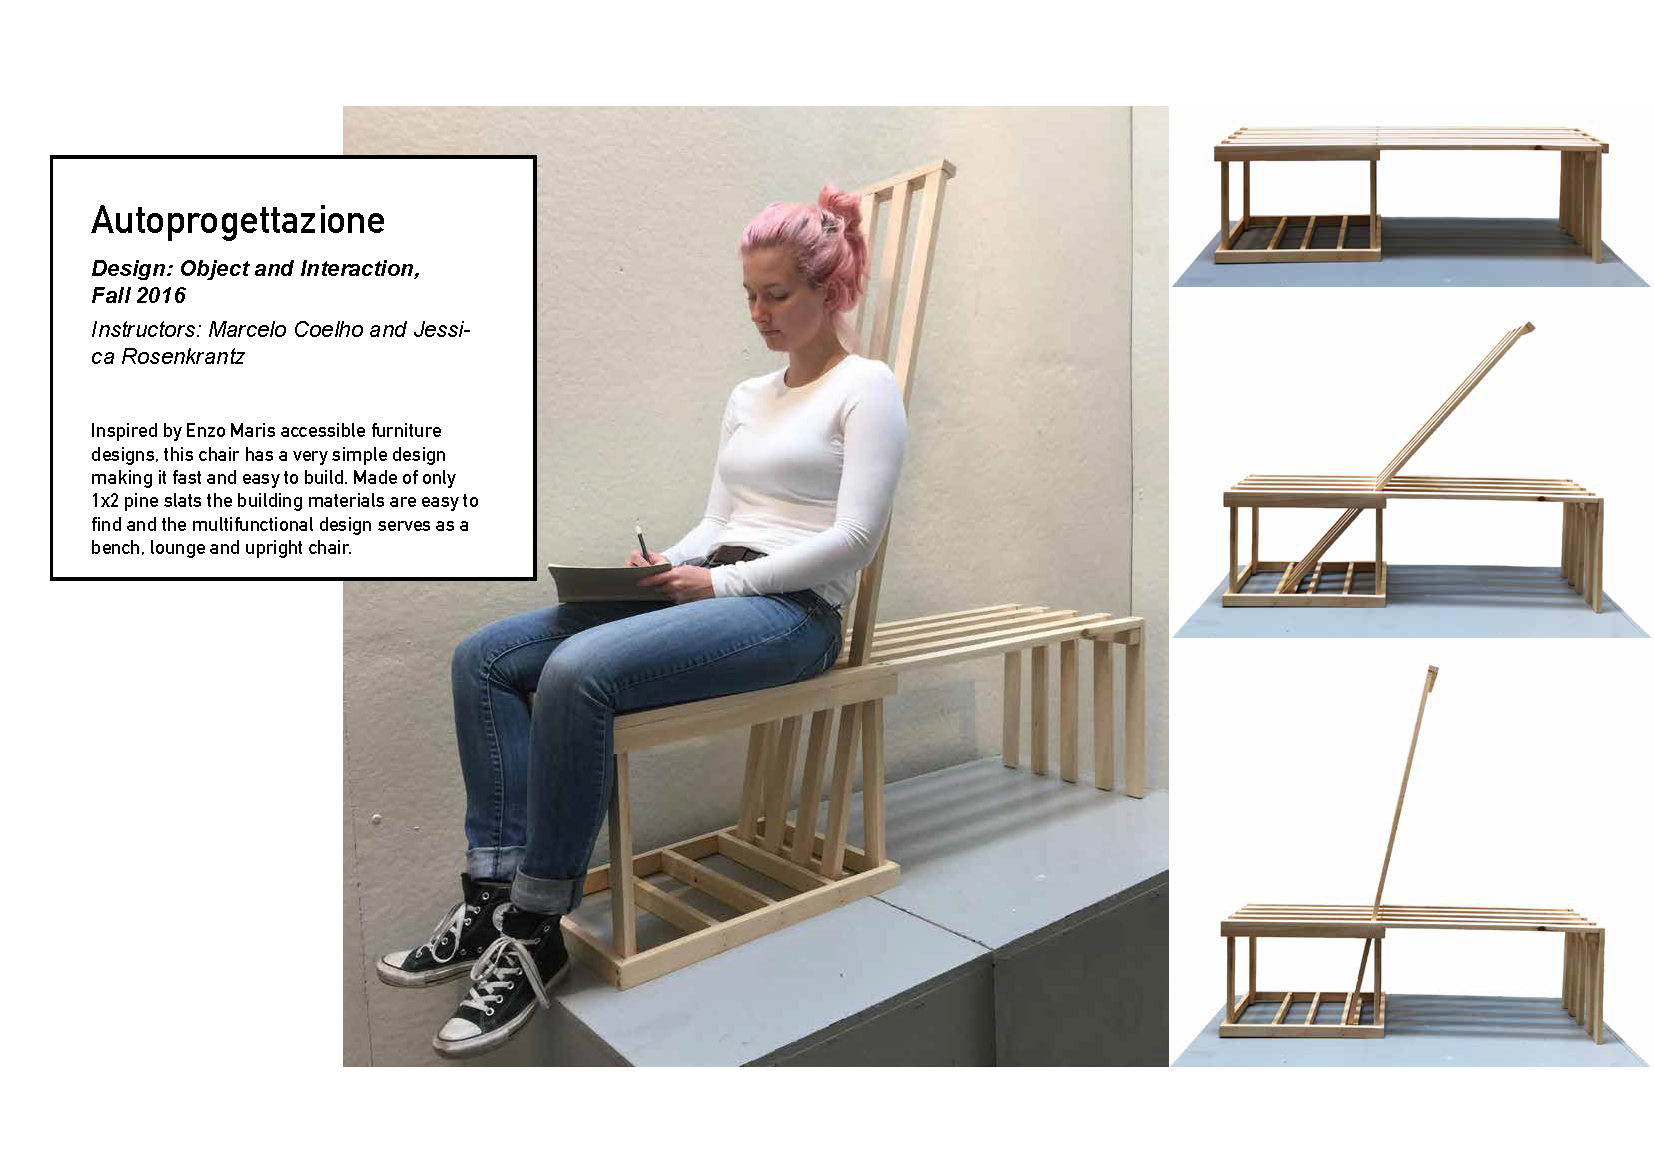 Autoprogettazione
Design: Object and Interaction,
Fall 2016
Instructors: Marcelo Coelho and Jessi-
ca Rosenkrantz
Inspired by Enzo Maris accessible furniture
designs, this chair has a very simple design
making it fast and easy to build. Made of only
1x2 pine slats the building materials are easy to
find and the multifunctional design serves as a
bench, lounge and upright chair.